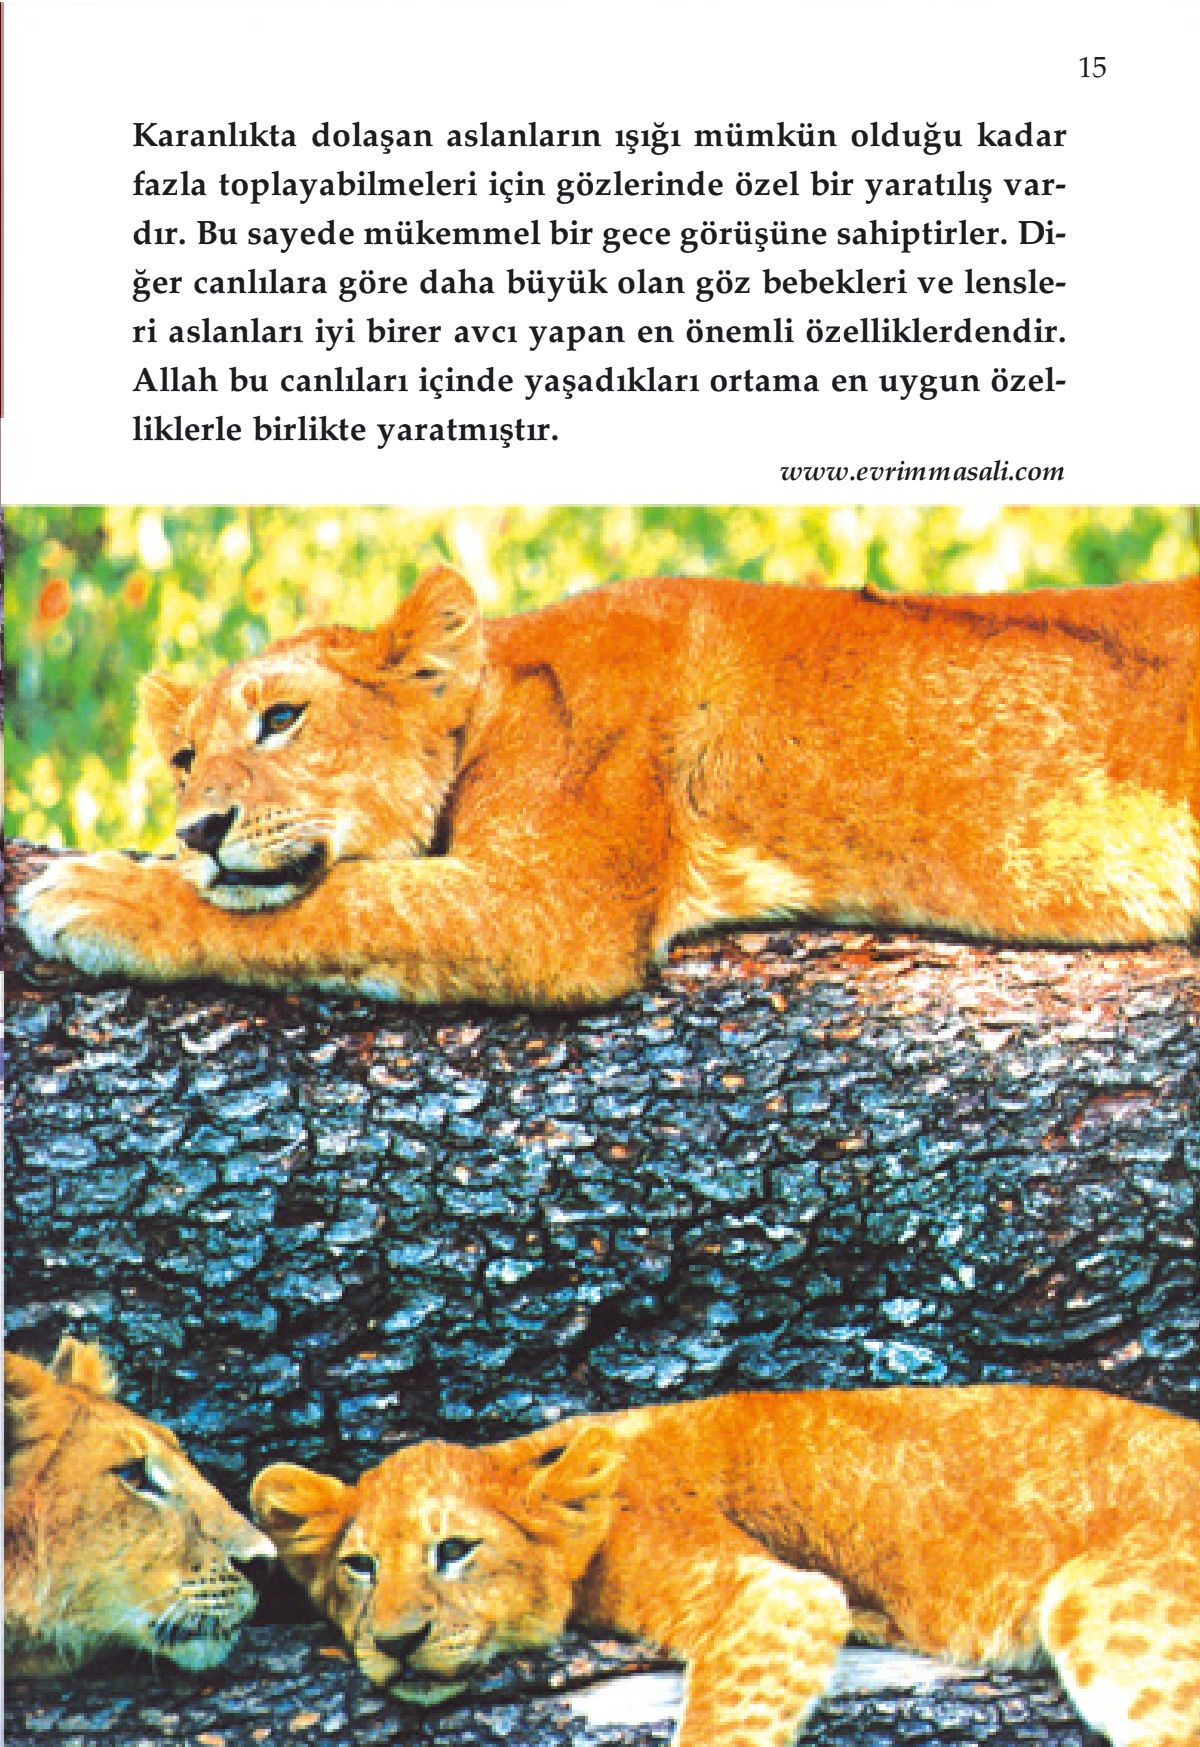 15
Karanlıkta dolaşan aslanların ışığı mümkün olduğu kadar
fazla toplayabilmeleri için gözlerinde özel bir yaratılış var-
dır. Bu sayede mükemmel bir gece görüşüne sahiptirler. Di-
ğer canlılara göre daha büyük olan göz bebekleri ve lensle-
ri aslanları iyi birer avcı yapan en önemli özelliklerdendir.
Allah bu canlıları içinde yaşadıkları ortama en uygun özel-
liklerle birlikte yaratmıştır.
www.evrimmasali.com